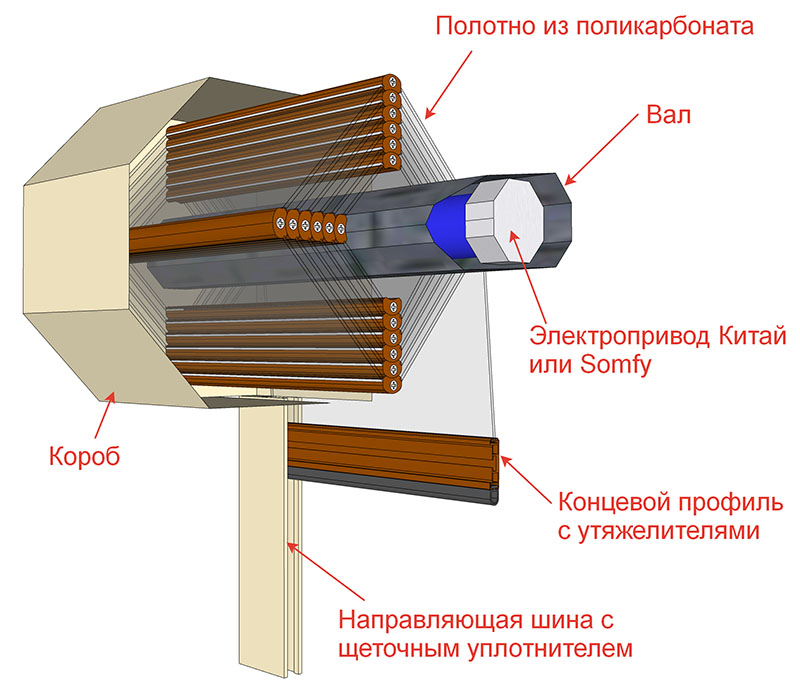 Полотно из поликарбоната
Вал
Электропривод Китай
или Somfy
Короб
Концевой профиль
с утяжелителями
Направляющая шина с
щеточным уплотнителем